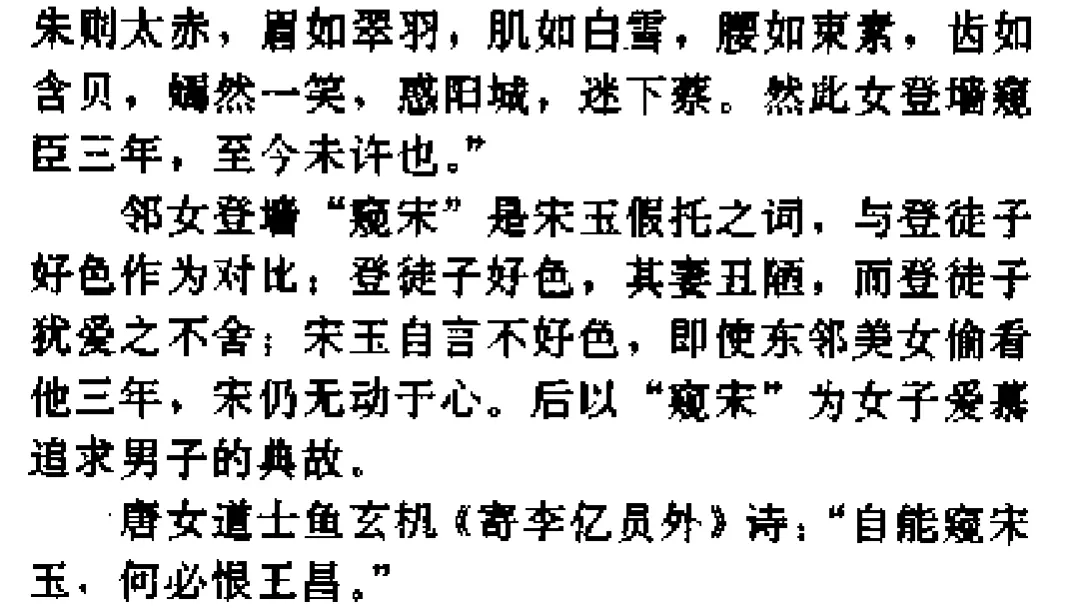 朱则太赤，眉如翠羽，肌如白雪，腰如束素，齿如
含贝，嫣然一笑，惑阳城，迷下蔡。然此女登墙窥
臣三年，至今未许也。”
邻女登墙“窥宋”是宋玉假托之词，与登徒子
好色作为对比：登徒子好色，其妻丑陋，而登徒子
犹爱之不舍；宋玉自言不好色，即使东邻美女偷看
他三年，宋仍无动于心。后以“窥宋”为女子爱慕
追求男子的典故。
唐女道士鱼玄机《寄李亿员外》诗：“自能窥宋
玉，何必恨王昌。”